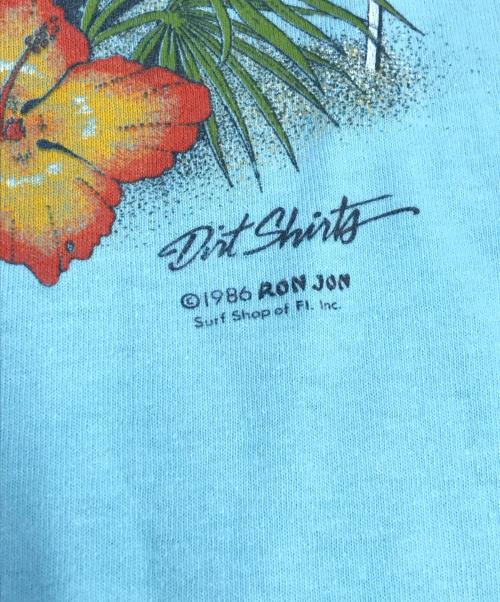 Dirt Shirts
©1986 RON JON
Surf Shop of Fl. Inc.